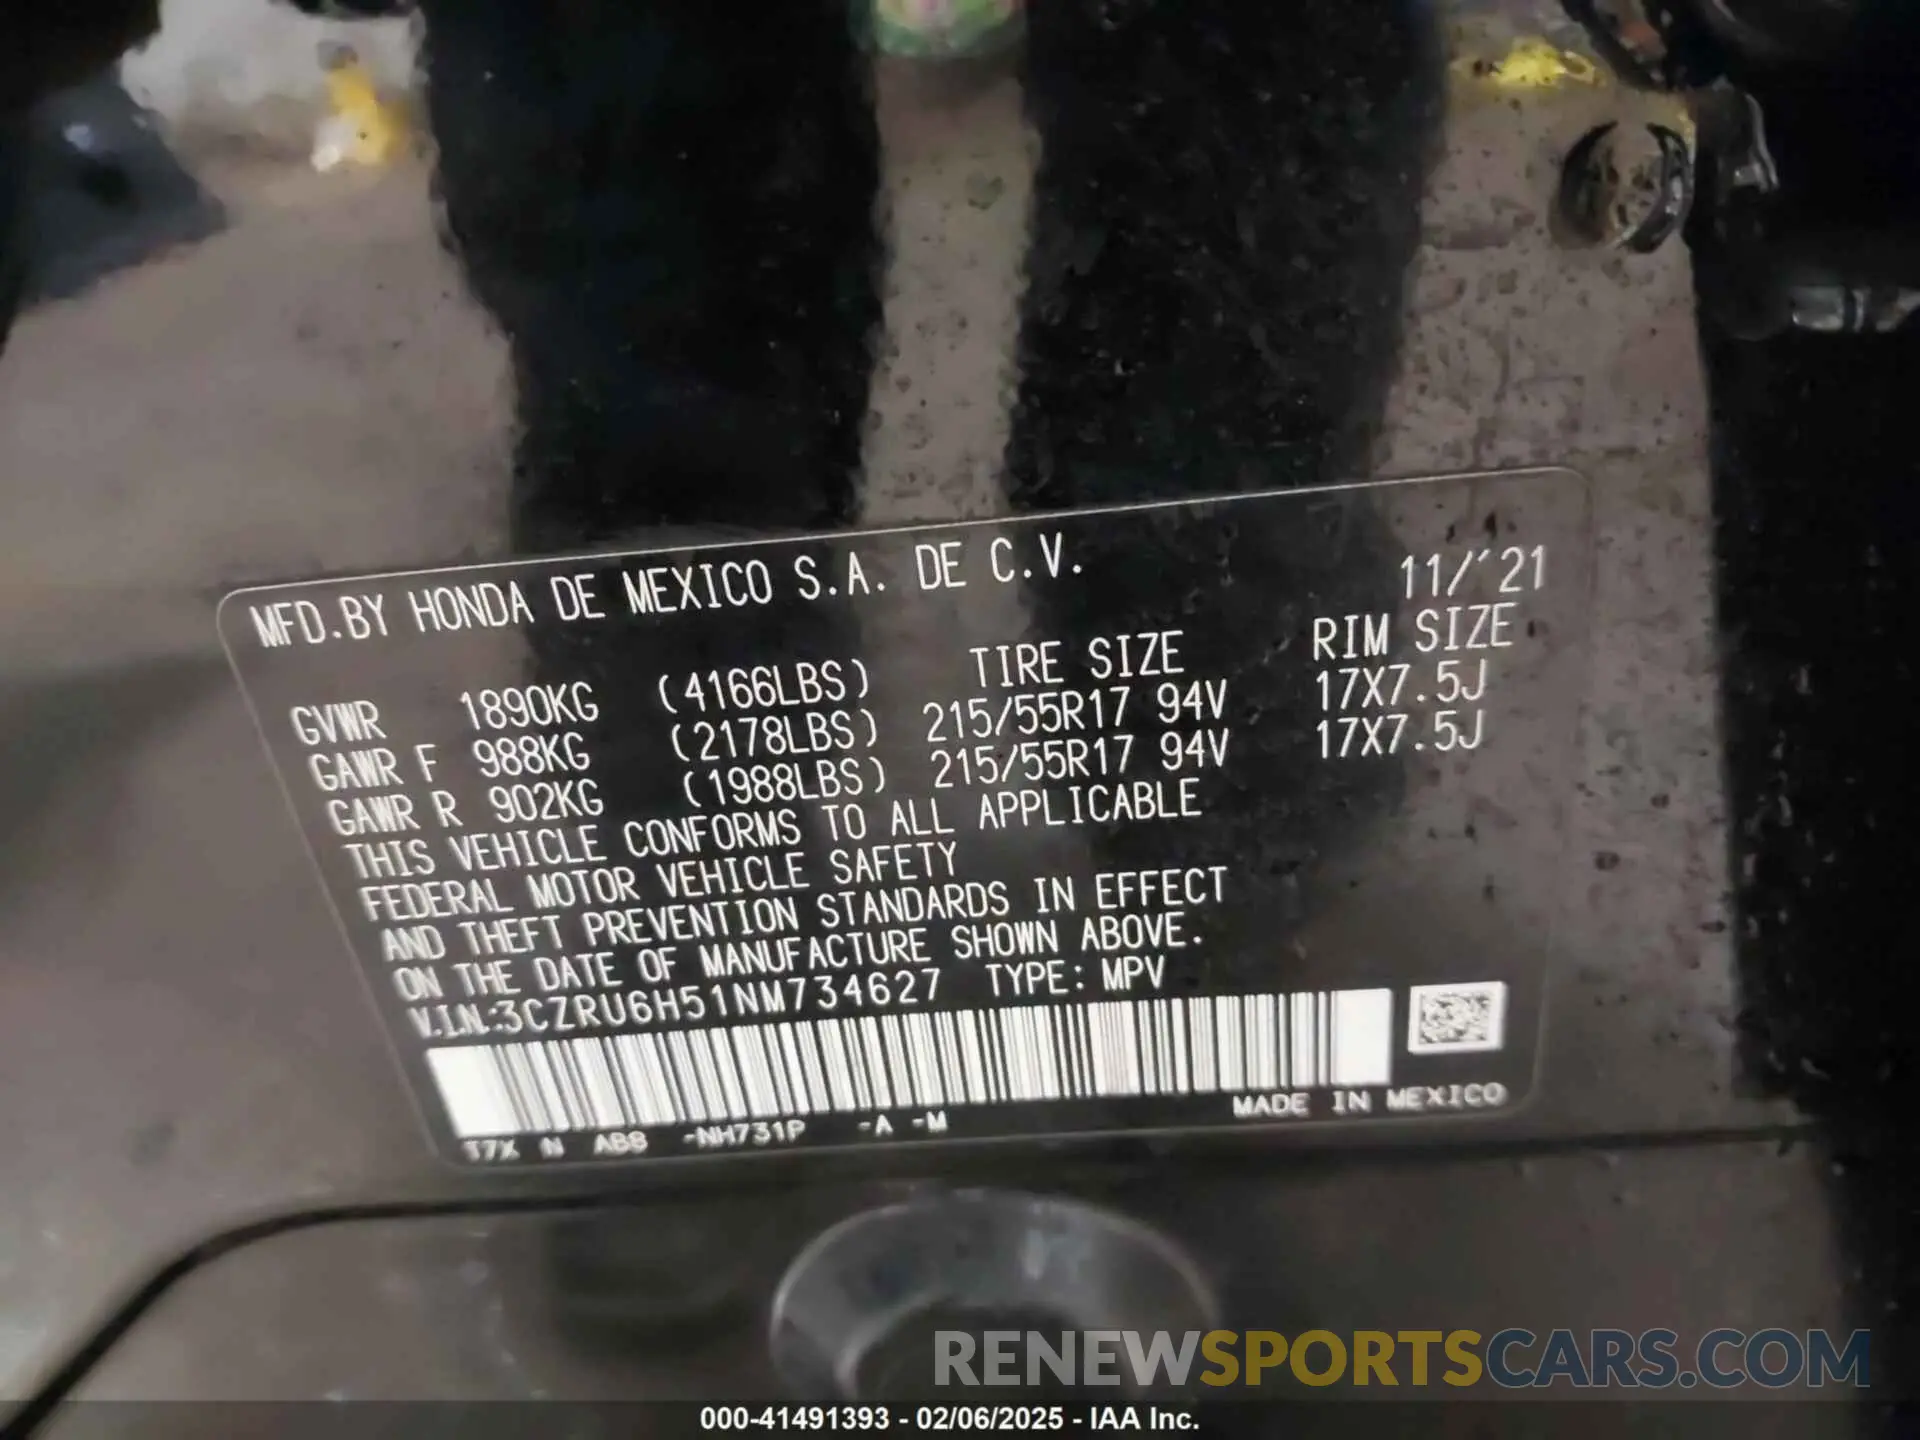 MFD.BY HONDA DE MEXICO S.A. DE C.V.
11/'21
TIRE SIZE RIM SIZE
GVWR 1890KG (4166LBS)
GAWR F 988KG (2178LBS) 215/55R17 94V 17X7.5J
GAWR R 902KG (1988LBS) 215/55R17 94V 17X7.5J
THIS VEHICLE CONFORMS TO ALL APPLICABLE
FEDERAL MOTOR VEHICLE SAFETY
AND THEFT PREVENTION STANDARDS IN EFFECT
ON THE DATE OF MANUFACTURE SHOWN ABOVE.
V.I.N.:3CZRU6H51NM734627 TYPE: MPV
T7X N AB8 -NH731P -A -M
MADE IN MEXICO
RENEWSPORTSCARS.COM
000-41491393 - 02/06/2025 - IAA Inc.